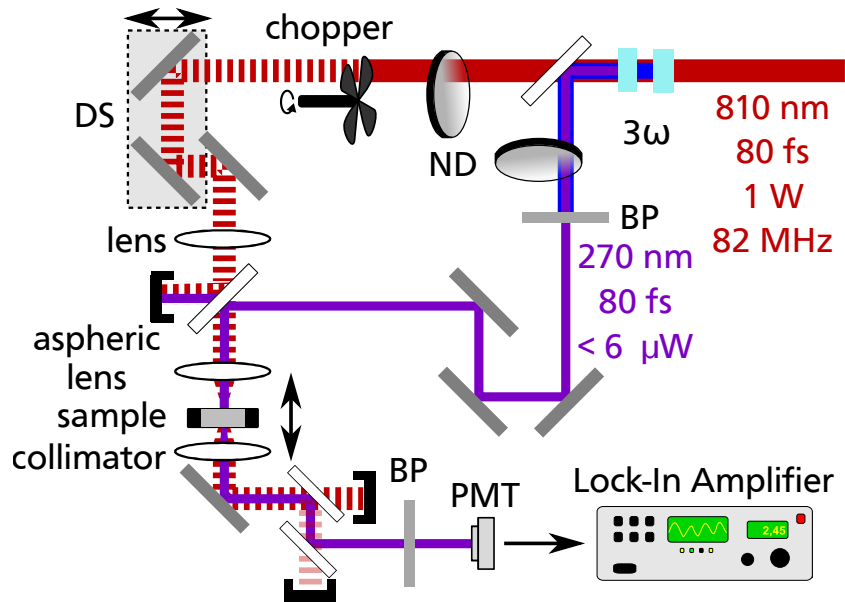 chopper
DS
ND
3ω
810 nm
80 fs
1 W
82 MHz
BP
270 nm
80 fs
< 6 µW
lens
aspheric
lens
sample
collimator
BP
PMT
Lock-In Amplifier
2,45